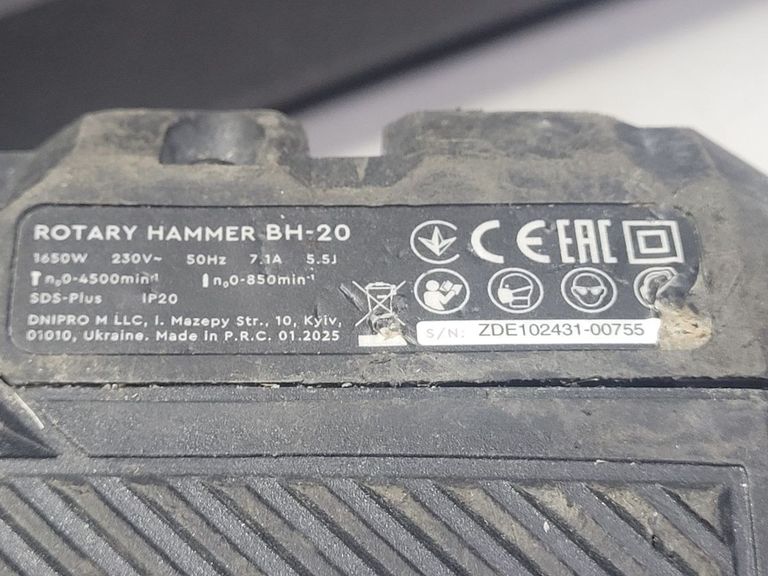 ROTARY HAMMER BH-20
1650W 230V~ 50Hz 7.1A 5.5J
n₀0-4500min⁻¹ n₀0-850min⁻¹
SDS-Plus IP20
DNIPRO M LLC, I. Mazepy Str., 10, Kyiv,
01010, Ukraine. Made in P.R.C. 01.2025
CE EAC
S/N: ZDE102431-00755